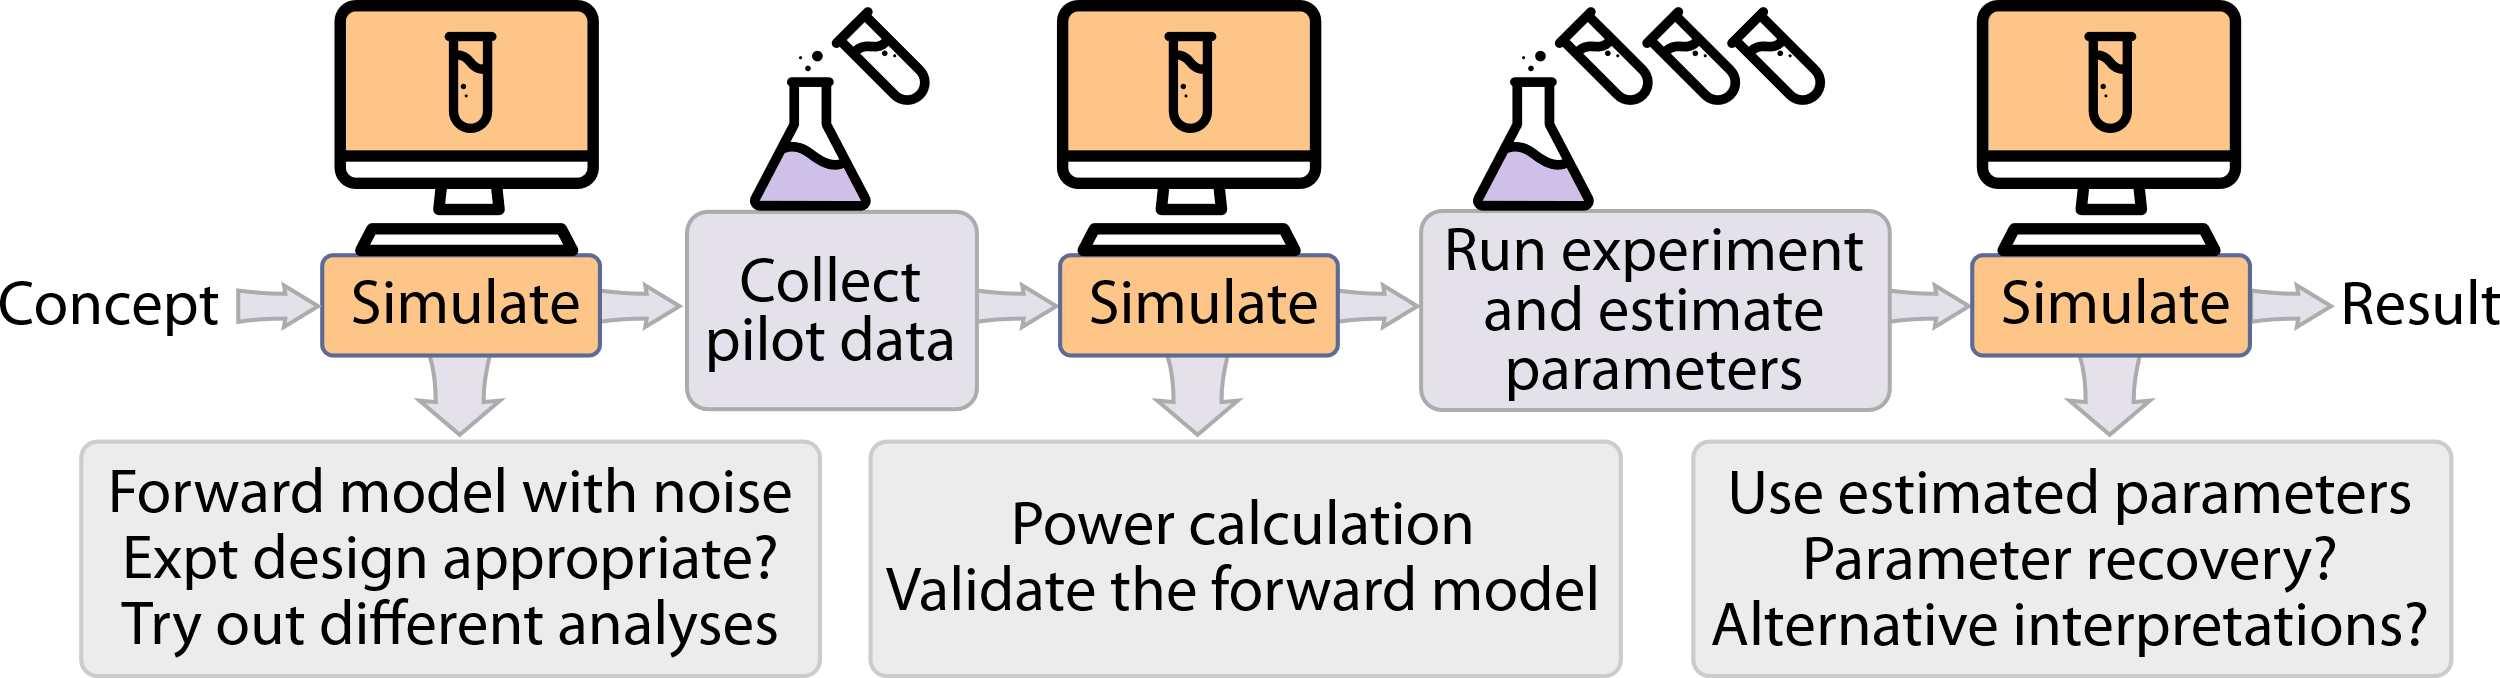 Concept
Simulate
Collect
pilot data
Simulate
Run experiment
and estimate
parameters
Simulate
Result
Forward model with noise
Expt design appropriate?
Try out different analyses
Power calculation
Validate the forward model
Use estimated parameters
Parameter recovery?
Alternative interpretations?